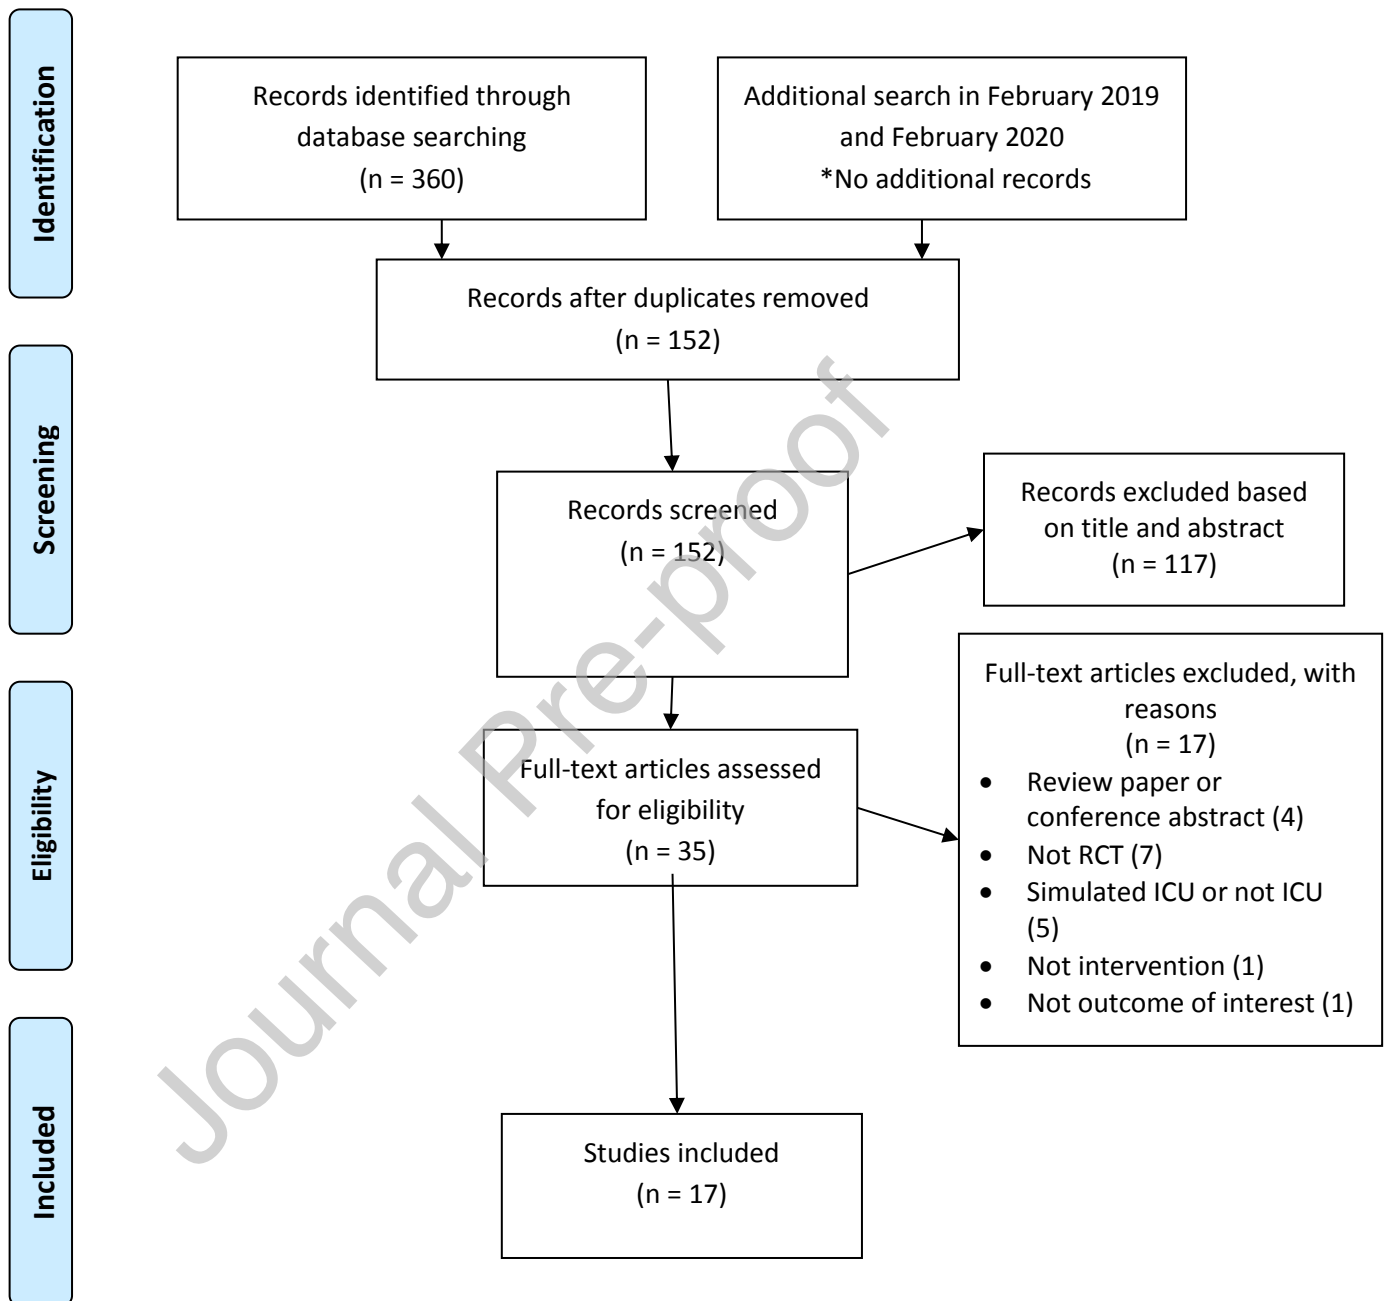 Identification
Records identified through
database searching
(n = 360)
Additional search in February 2019
and February 2020
*No additional records
Records after duplicates removed
(n = 152)
Screening
Records screened
(n = 152)
Records excluded based
on title and abstract
(n = 117)
Eligibility
Full-text articles assessed
for eligibility
(n = 35)
Full-text articles excluded, with
reasons
(n = 17)
• Review paper or
conference abstract (4)
• Not RCT (7)
• Simulated ICU or not ICU
(5)
• Not intervention (1)
• Not outcome of interest (1)
Included
Studies included
(n = 17)
Journal Pre-proof